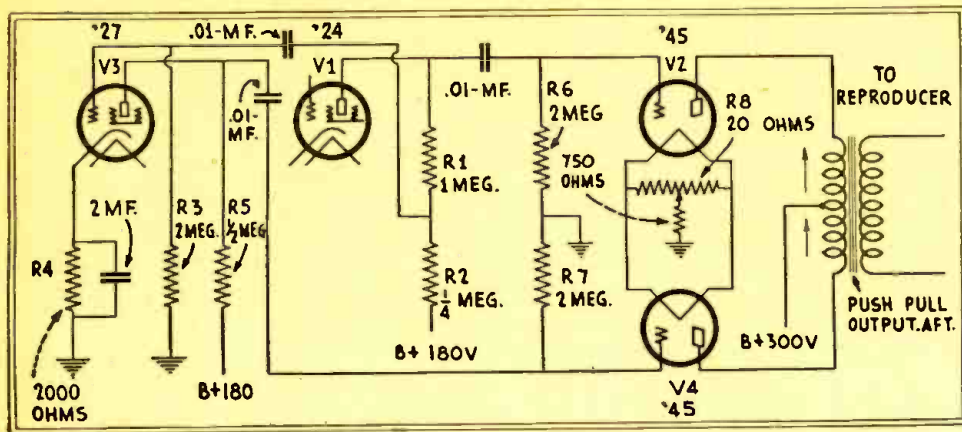 '27
.01-MF.
'24
'45
V3
V1
V2
TO
REPRODUCER
.01-
MF.
.01-MF.
R6
2MEG
R8
20 OHMS
750
OHMS
R1
1 MEG.
2 MF.
R3
2MEG.
R5
½ MEG
R4
R2
¼ MEG.
R7
2 MEG.
PUSH PULL
OUTPUT. AFT.
B+300V
B+ 180V
2000
OHMS
B+180
V4
'45